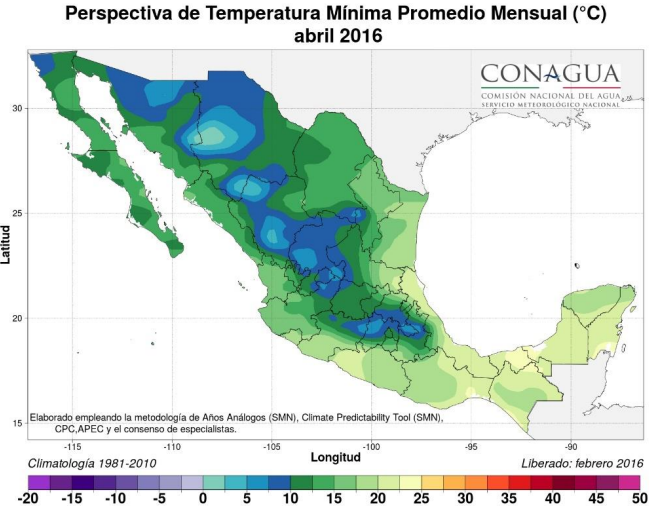 Perspectiva de Temperatura Mínima Promedio Mensual (°C)
abril 2016
CONAGUA
COMISIÓN NACIONAL DEL AGUA
SERVICIO METEOROLÓGICO NACIONAL
Latitud
30
25
20
15
Elaborado empleando la metodología de Años Análogos (SMN), Climate Predictability Tool (SMN),
CPC,APEC y el consenso de especialistas.
-115 -110 -105 -100 -95 -90
Longitud
Climatología 1981-2010
Liberado: febrero 2016
-20 -15 -10 -5 0 5 10 15 20 25 30 35 40 45 50